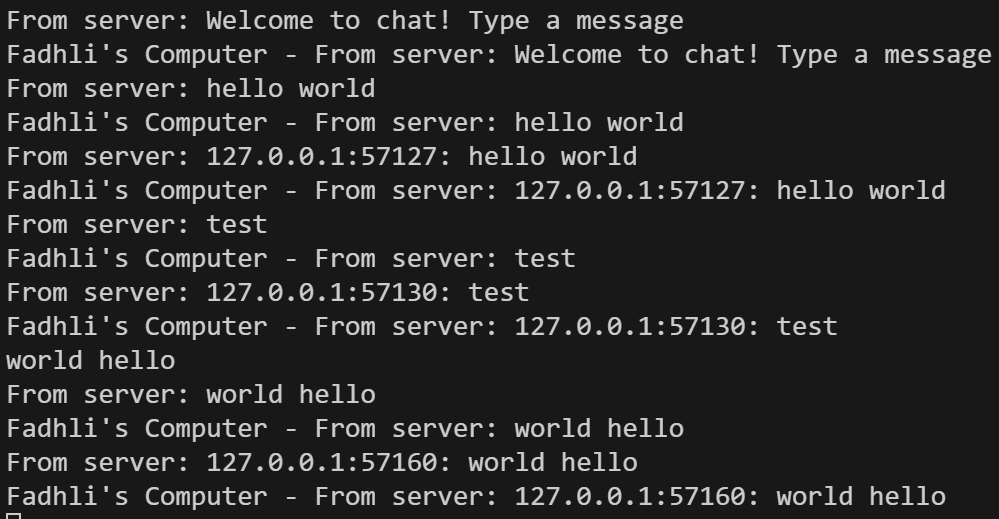 From server: Welcome to chat! Type a message
Fadhli's Computer - From server: Welcome to chat! Type a message
From server: hello world
Fadhli's Computer - From server: hello world
From server: 127.0.0.1:57127: hello world
Fadhli's Computer - From server: 127.0.0.1:57127: hello world
From server: test
Fadhli's Computer - From server: test
From server: 127.0.0.1:57130: test
Fadhli's Computer - From server: 127.0.0.1:57130: test
world hello
From server: world hello
Fadhli's Computer - From server: world hello
From server: 127.0.0.1:57160: world hello
Fadhli's Computer - From server: 127.0.0.1:57160: world hello